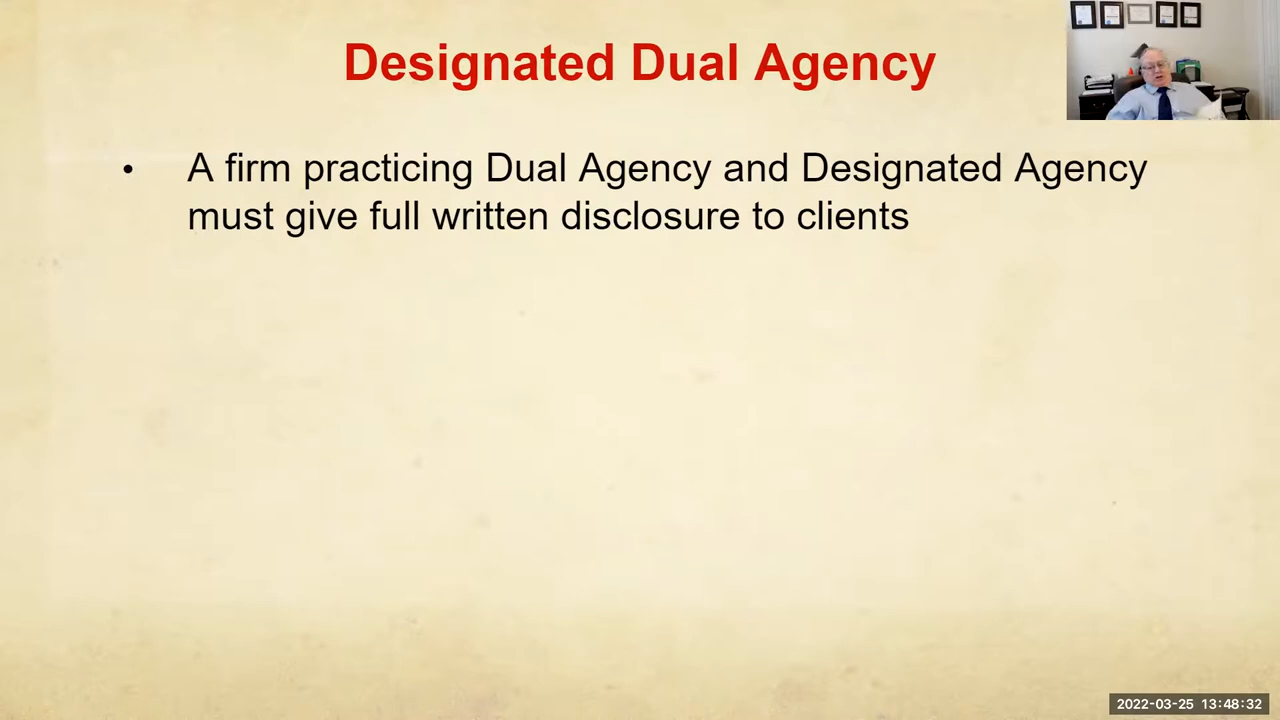 Designated Dual Agency
• A firm practicing Dual Agency and Designated Agency
must give full written disclosure to clients
2022-03-25 13:48:32